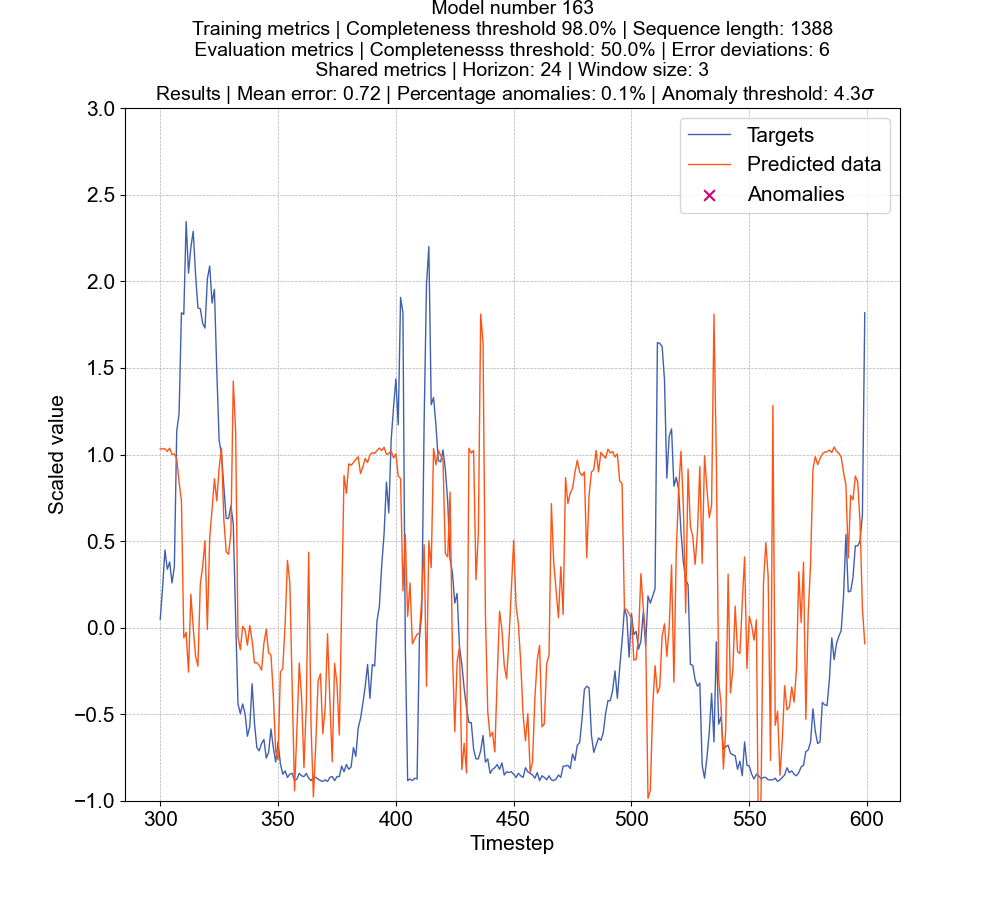 Model number 163
Training metrics | Completeness threshold 98.0% | Sequence length: 1388
Evaluation metrics | Completenesss threshold: 50.0% | Error deviations: 6
Shared metrics | Horizon: 24 | Window size: 3
Results | Mean error: 0.72 | Percentage anomalies: 0.1% | Anomaly threshold: 4.3σ
Targets
Predicted data
Anomalies
3.0
2.5
2.0
1.5
1.0
0.5
0.0
−0.5
−1.0
Scaled value
300
350
400
450
500
550
600
Timestep